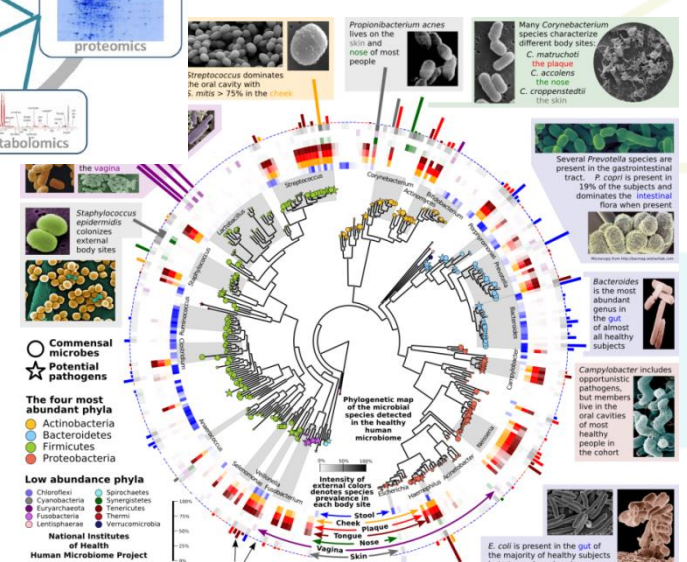 proteomics
tabolomics
Streptococcus dominates
the oral cavity with
S. mitis > 75% in the cheek
Propionibacterium acnes
lives on the
skin and
nose of most
people
Many Corynebacterium
species characterize
different body sites:
C. matruchoti
the plaque
C. accolens
the nose
C. croppenstedtii
the skin
Several Prevotella species are
present in the gastrointestinal
tract. P. copri is present in
19% of the subjects and
dominates the intestinal
flora when present
the vagina
Staphylococcus
epidermidis
colonizes
external
body sites
Bacteroides
is the most
abundant
genus in
the gut
of almost
all healthy
subjects
Campylobacter includes
opportunistic
pathogens,
but members
live in the
oral cavities
of most
healthy
people in
the cohort
E. coli is present in the gut of
the majority of healthy subjects
Streptococcus
Lactobacillus
Staphylococcus
Ruminococcus
Clostridium
Selenomonas
Veillonella
Fusobacterium
Corynebacterium
Actinomyces
Bifidobacterium
Porphyromonas
Prevotella
Bacteroides
Campylobacter
Neisseria
Acinetobacter
Haemophilus
Escherichia
Commensal
microbes
Potential
pathogens
The four most
abundant phyla
Actinobacteria
Bacteroidetes
Firmicutes
Proteobacteria
Low abundance phyla
Chloroflexi
Cyanobacteria
Euryarchaeota
Fusobacteria
Lentisphaerae
Spirochaetes
Synergistetes
Tenericutes
Thermi
Verrucomicrobia
National Institutes
of Health
Human Microbiome Project
Phylogenetic map
of the microbial
species detected
in the healthy
human
microbiome
0% 50% 100%
Intensity of
external colors
denotes species
prevalence in
each body site
Stool
Cheek
Plaque
Tongue
Nose
Vagina
Skin
100%
75%
50%
25%
0%